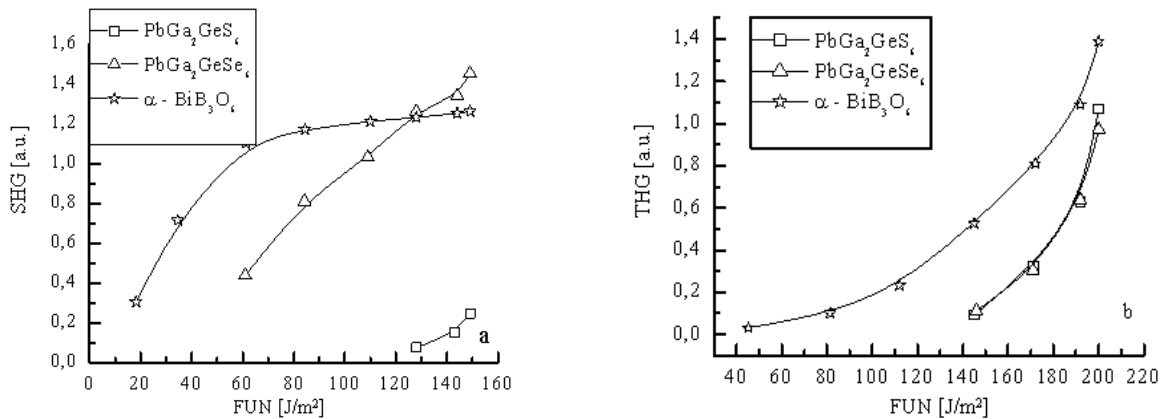 PbGa₂GeS₆
PbGa₂GeSe₆
α - BiB₃O₆
SHG [a.u.]
1,6
1,4
1,2
1,0
0,8
0,6
0,4
0,2
0,0
0 20 40 60 80 100 120 140 160
FUN [J/m²]
a
PbGa₂GeS₆
PbGa₂GeSe₆
α - BiB₃O₆
THG [a.u.]
1,4
1,2
1,0
0,8
0,6
0,4
0,2
0,0
40 60 80 100 120 140 160 180 200 220
FUN [J/m²]
b